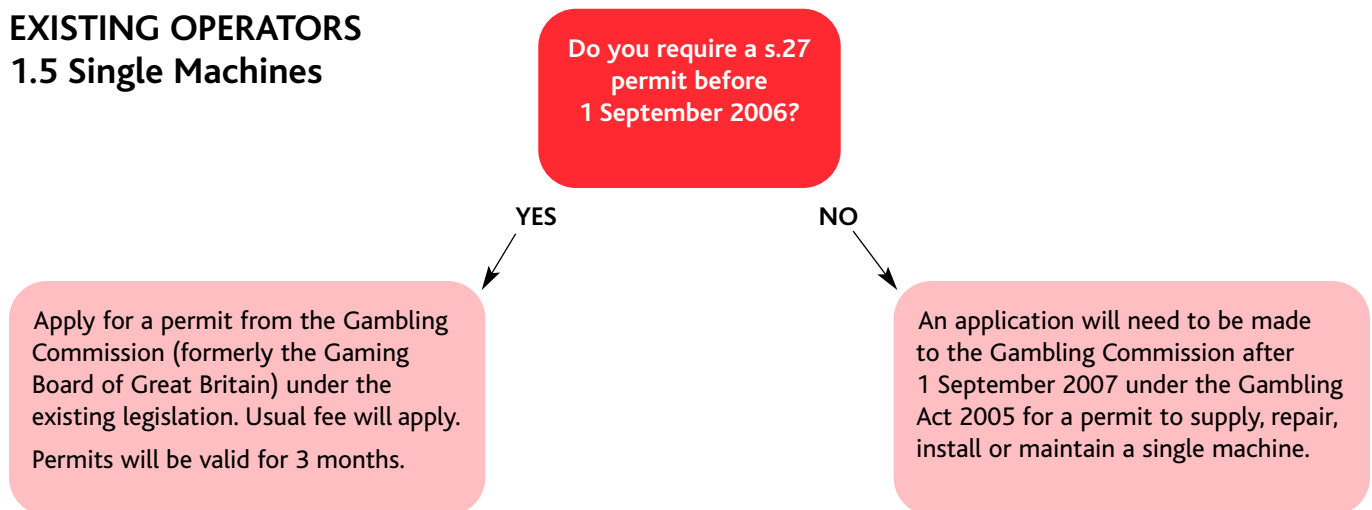 EXISTING OPERATORS
1.5 Single Machines
Do you require a s.27
permit before
1 September 2006?
YES
NO
Apply for a permit from the Gambling
Commission (formerly the Gaming
Board of Great Britain) under the
existing legislation. Usual fee will apply.
Permits will be valid for 3 months.
An application will need to be made
to the Gambling Commission after
1 September 2007 under the Gambling
Act 2005 for a permit to supply, repair,
install or maintain a single machine.